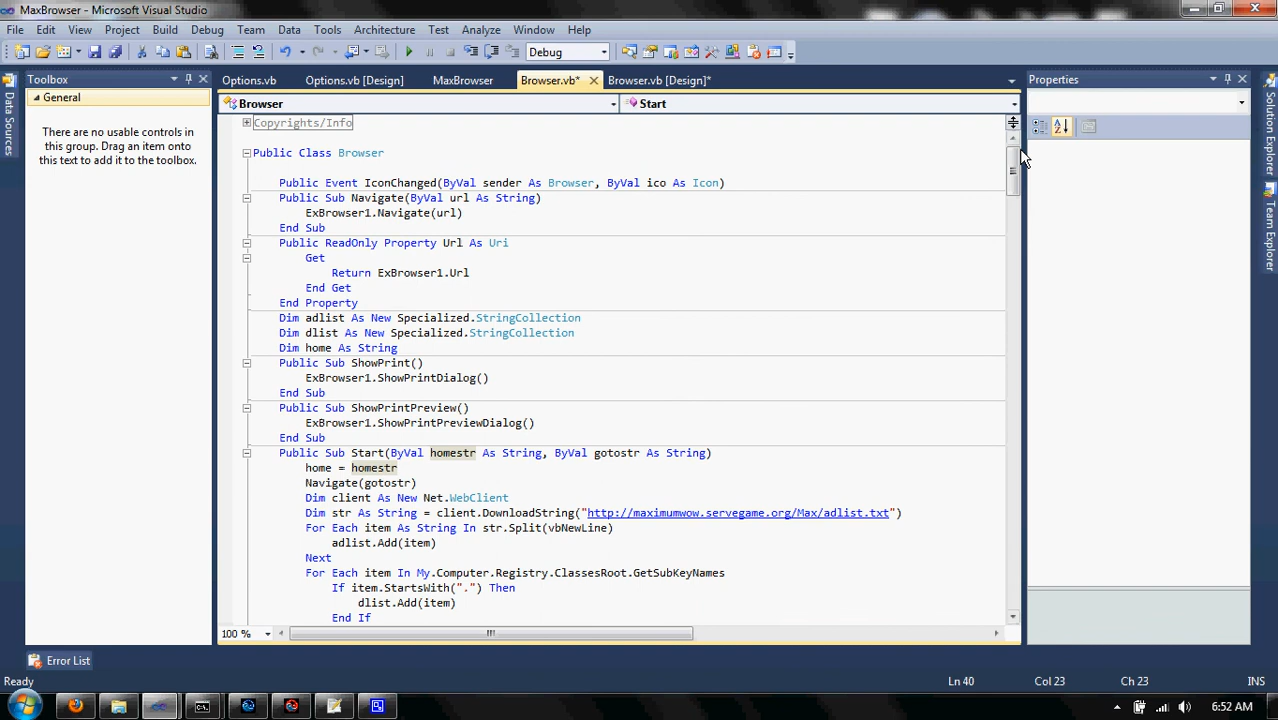 MaxBrowser - Microsoft Visual Studio
File Edit View Project Build Debug Team Data Tools Architecture Test Analyze Window Help
Debug
Toolbox
Options.vb Options.vb [Design] MaxBrowser Browser.vb* Browser.vb [Design]*
Properties
General
Browser Start
There are no usable controls in
this group. Drag an item onto
this text to add it to the toolbox.
Data Sources
Solution Explorer
Team Explorer
Copyrights/Info
Public Class Browser
Public Event IconChanged(ByVal sender As Browser, ByVal ico As Icon)
Public Sub Navigate(ByVal url As String)
ExBrowser1.Navigate(url)
End Sub
Public ReadOnly Property Url As Uri
Get
Return ExBrowser1.Url
End Get
End Property
Dim adlist As New Specialized.StringCollection
Dim dlist As New Specialized.StringCollection
Dim home As String
Public Sub ShowPrint()
ExBrowser1.ShowPrintDialog()
End Sub
Public Sub ShowPrintPreview()
ExBrowser1.ShowPrintPreviewDialog()
End Sub
Public Sub Start(ByVal homestr As String, ByVal gotostr As String)
home = homestr
Navigate(gotostr)
Dim client As New Net.WebClient
Dim str As String = client.DownloadString("http://maximumwow.servegame.org/Max/adlist.txt")
For Each item As String In str.Split(vbNewLine)
adlist.Add(item)
Next
For Each item In My.Computer.Registry.ClassesRoot.GetSubKeyNames
If item.StartsWith(".") Then
dlist.Add(item)
End If
100 %
Error List
Ready Ln 40 Col 23 Ch 23 INS
6:52 AM